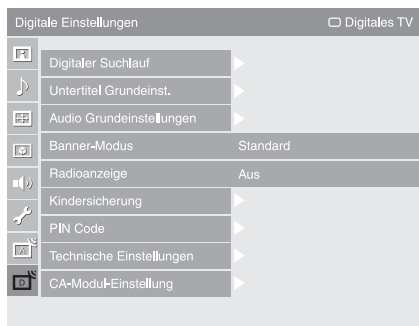 Digitale Einstellungen Digitales TV
Digitaler Suchlauf
Untertitel Grundeinst.
Audio Grundeinstellungen
Banner-Modus Standard
Radioanzeige Aus
Kindersicherung
PIN Code
Technische Einstellungen
CA-Modul-Einstellung
A
D